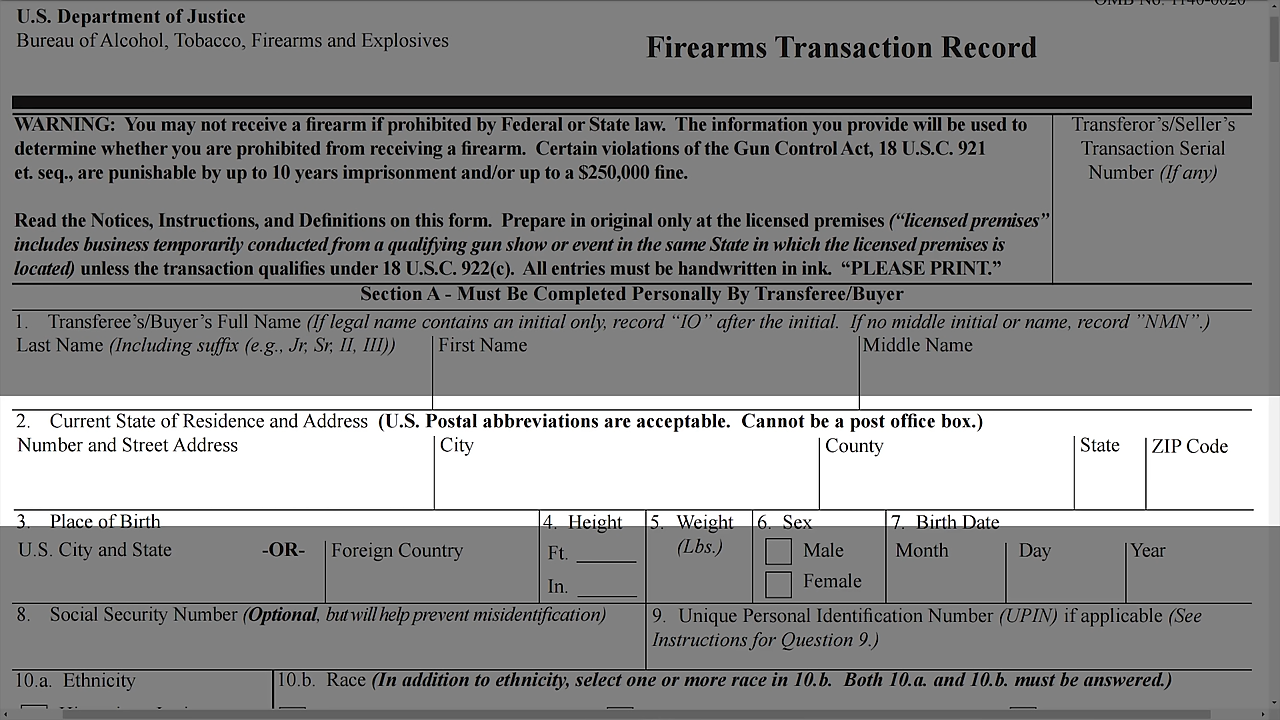 OMB No. 1140-0020
U.S. Department of Justice
Bureau of Alcohol, Tobacco, Firearms and Explosives
Firearms Transaction Record
WARNING: You may not receive a firearm if prohibited by Federal or State law. The information you provide will be used to
determine whether you are prohibited from receiving a firearm. Certain violations of the Gun Control Act, 18 U.S.C. 921
et. seq., are punishable by up to 10 years imprisonment and/or up to a $250,000 fine.
Transferor's/Seller's
Transaction Serial
Number (If any)
Read the Notices, Instructions, and Definitions on this form. Prepare in original only at the licensed premises (“licensed premises”
includes business temporarily conducted from a qualifying gun show or event in the same State in which the licensed premises is
located) unless the transaction qualifies under 18 U.S.C. 922(c). All entries must be handwritten in ink. “PLEASE PRINT.”
Section A - Must Be Completed Personally By Transferee/Buyer
1. Transferee's/Buyer's Full Name (If legal name contains an initial only, record “IO” after the initial. If no middle initial or name, record ”NMN”.)
Last Name (Including suffix (e.g., Jr, Sr, II, III)) First Name Middle Name
2. Current State of Residence and Address (U.S. Postal abbreviations are acceptable. Cannot be a post office box.)
Number and Street Address City County State ZIP Code
3. Place of Birth 4. Height 5. Weight 6. Sex 7. Birth Date
U.S. City and State -OR- Foreign Country Ft. (Lbs.) Male Month Day Year
In. Female
8. Social Security Number (Optional, but will help prevent misidentification)
9. Unique Personal Identification Number (UPIN) if applicable (See
Instructions for Question 9.)
10.a. Ethnicity 10.b. Race (In addition to ethnicity, select one or more race in 10.b. Both 10.a. and 10.b. must be answered.)